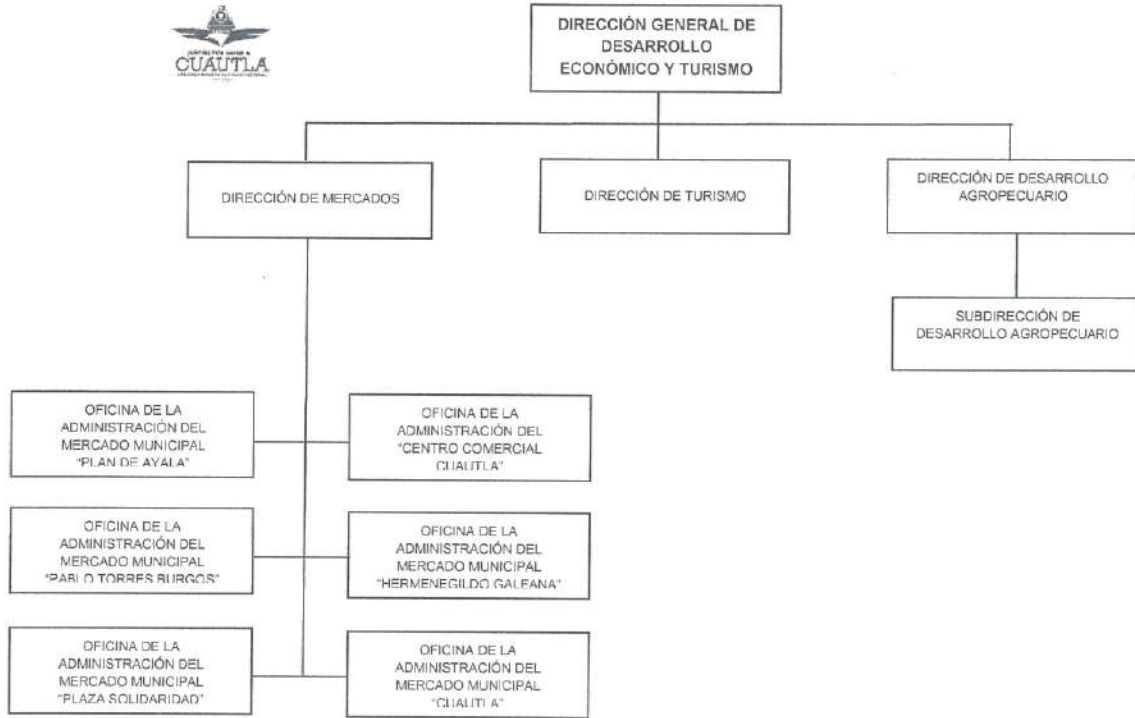 JUNTOS POR AMOR A
CUAUTLA
DIRECCIÓN GENERAL DE
DESARROLLO
ECONÓMICO Y TURISMO
DIRECCIÓN DE MERCADOS
DIRECCIÓN DE TURISMO
DIRECCIÓN DE DESARROLLO
AGROPECUARIO
SUBDIRECCIÓN DE
DESARROLLO AGROPECUARIO
OFICINA DE LA
ADMINISTRACIÓN DEL
MERCADO MUNICIPAL
"PLAN DE AYALA"
OFICINA DE LA
ADMINISTRACIÓN DEL
"CENTRO COMERCIAL
CUAUTLA"
OFICINA DE LA
ADMINISTRACIÓN DEL
MERCADO MUNICIPAL
"PABLO TORRES BURGOS"
OFICINA DE LA
ADMINISTRACIÓN DEL
MERCADO MUNICIPAL
"HERMENEGILDO GALEANA"
OFICINA DE LA
ADMINISTRACIÓN DEL
MERCADO MUNICIPAL
"PLAZA SOLIDARIDAD"
OFICINA DE LA
ADMINISTRACIÓN DEL
MERCADO MUNICIPAL
"CUAUTLA"